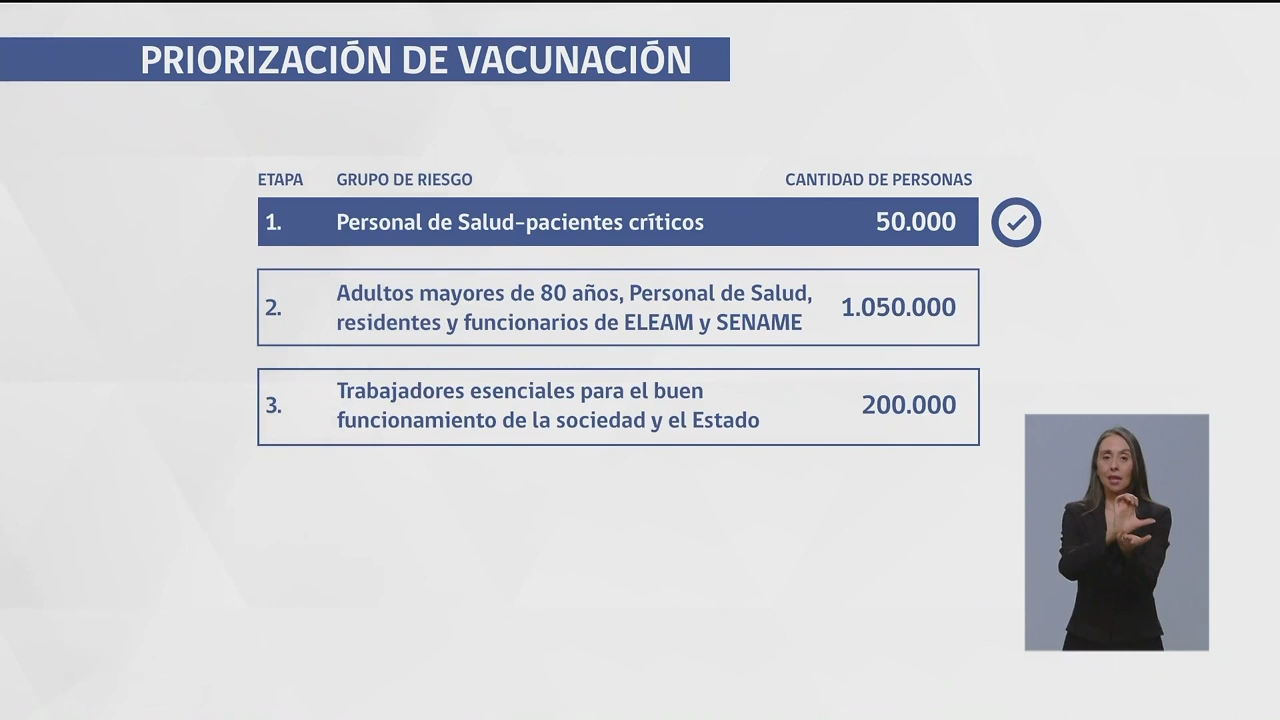 PRIORIZACIÓN DE VACUNACIÓN
ETAPA GRUPO DE RIESGO CANTIDAD DE PERSONAS
1. Personal de Salud-pacientes críticos 50.000
2. Adultos mayores de 80 años, Personal de Salud,
residentes y funcionarios de ELEAM y SENAME 1.050.000
3. Trabajadores esenciales para el buen
funcionamiento de la sociedad y el Estado 200.000